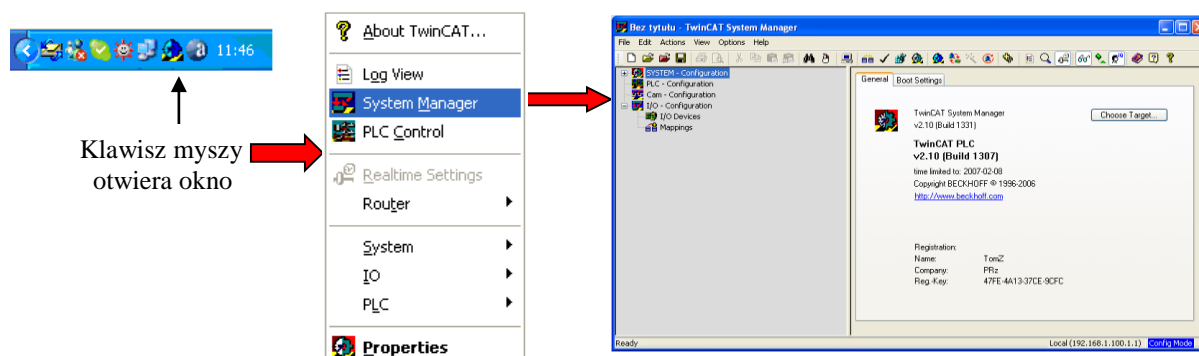 11:46
Klawisz myszy
otwiera okno
About TwinCAT...
Log View
System Manager
PLC Control
Realtime Settings
Router
System
IO
PLC
Properties
Bez tytułu - TwinCAT System Manager
File Edit Actions View Options Help
SYSTEM - Configuration
PLC - Configuration
Cam - Configuration
I/O - Configuration
I/O Devices
Mappings
General Boot Settings
TwinCAT System Manager
v2.10 (Build 1331)
Choose Target...
TwinCAT PLC
v2.10 (Build 1307)
time limited to: 2007-02-08
Copyright BECKHOFF © 1996-2006
http://www.beckhoff.com
Registration:
Name: TomZ
Company: PRz
Reg.-Key: 47FE-4A13-37CE-9CFC
Ready
Local (192.168.1.100.1.1) Config Mode